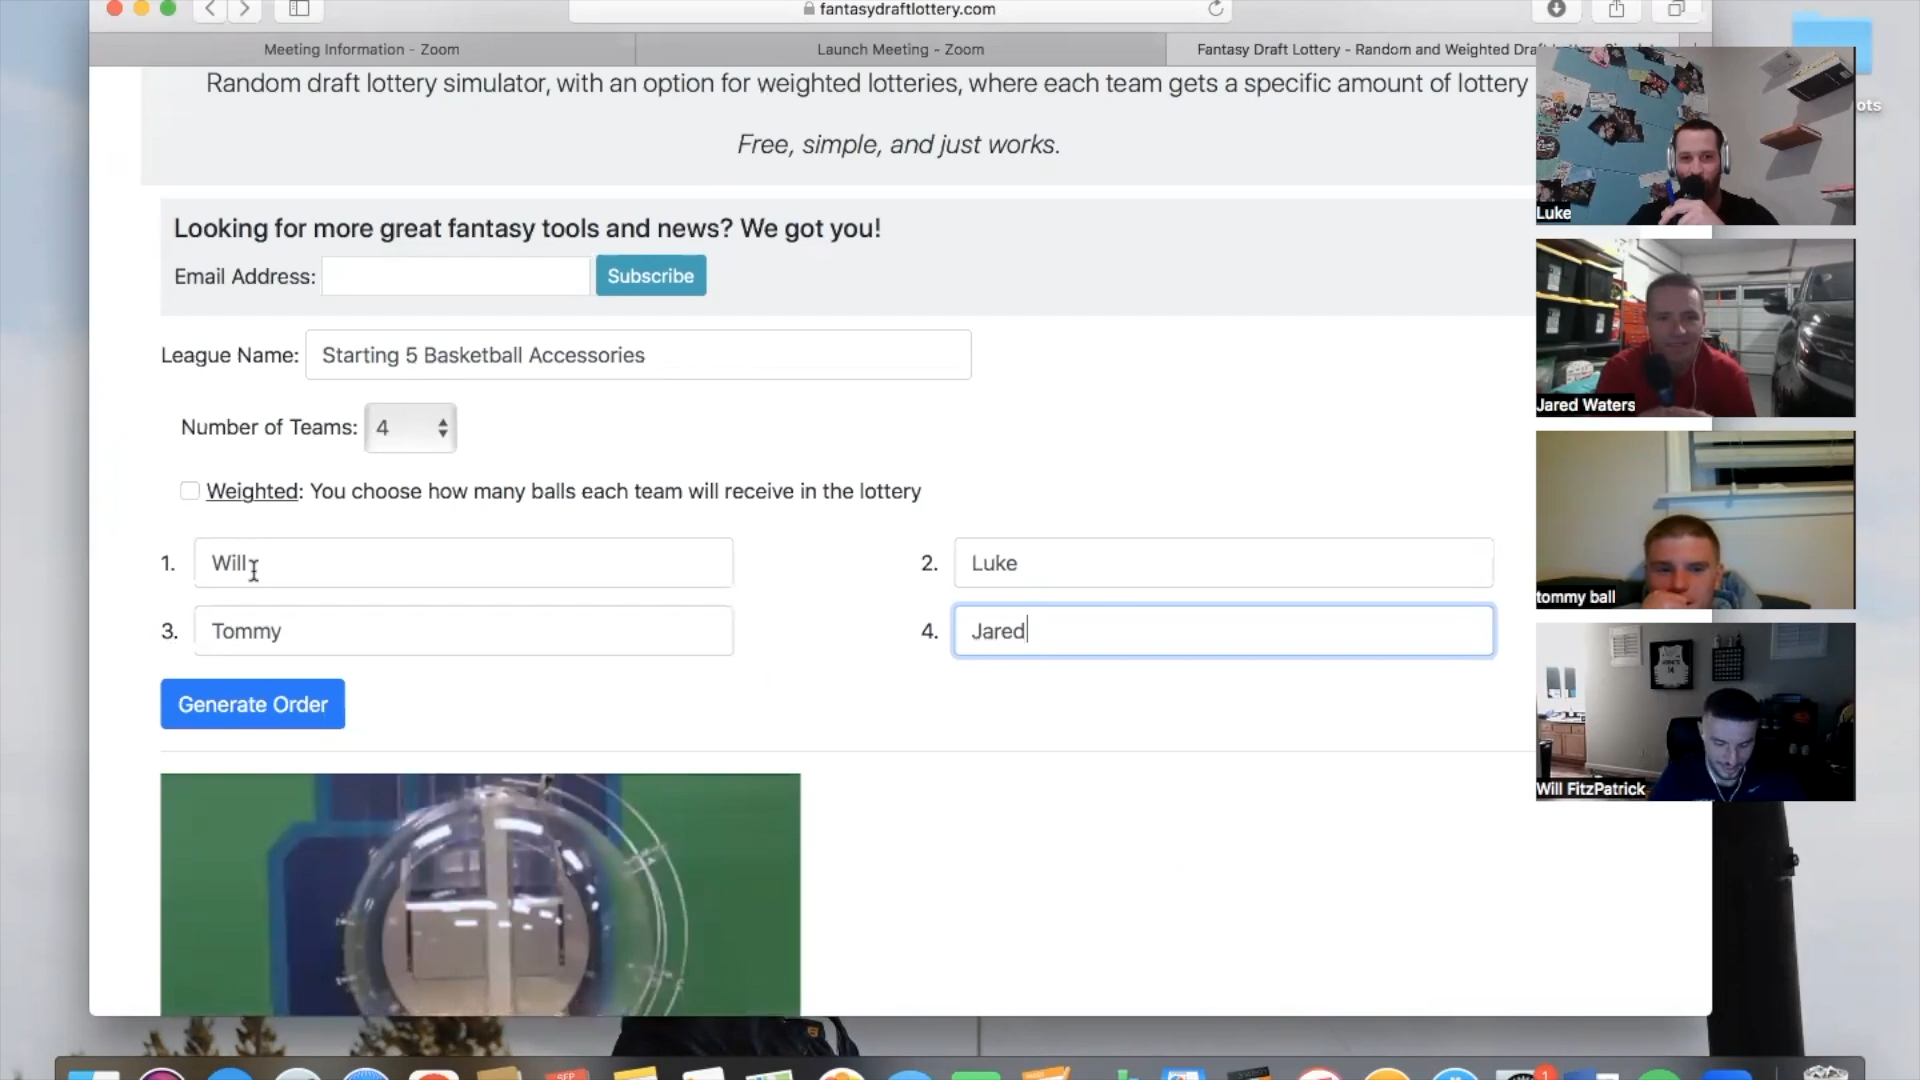 fantasydraftlottery.com
Meeting Information - Zoom
Launch Meeting - Zoom
Fantasy Draft Lottery - Random and Weighted Dra
Random draft lottery simulator, with an option for weighted lotteries, where each team gets a specific amount of lottery
Free, simple, and just works.
ots
Luke
Looking for more great fantasy tools and news? We got you!
Email Address:
Subscribe
League Name: Starting 5 Basketball Accessories
Jared Waters
Number of Teams: 4
Weighted: You choose how many balls each team will receive in the lottery
1. Will
2. Luke
tommy ball
3. Tommy
4. Jared
Generate Order
Will FitzPatrick
SEP
1